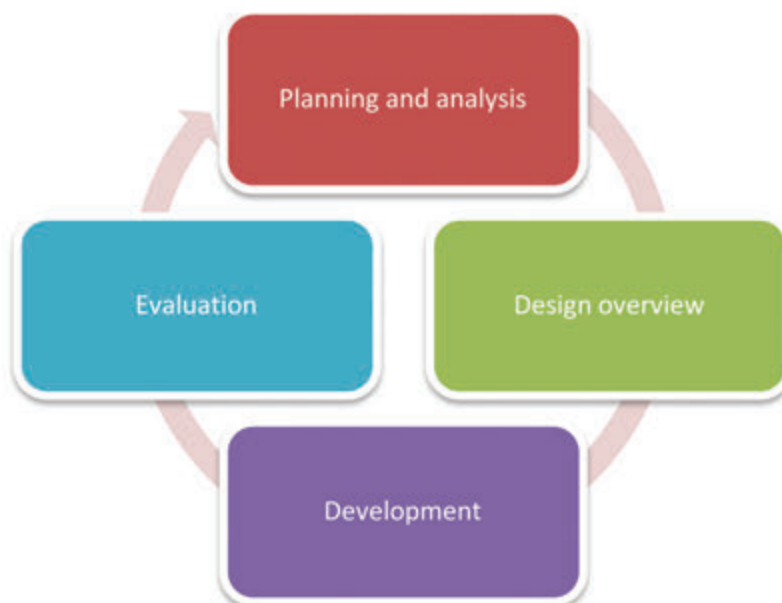 Planning and analysis
Evaluation
Design overview
Development